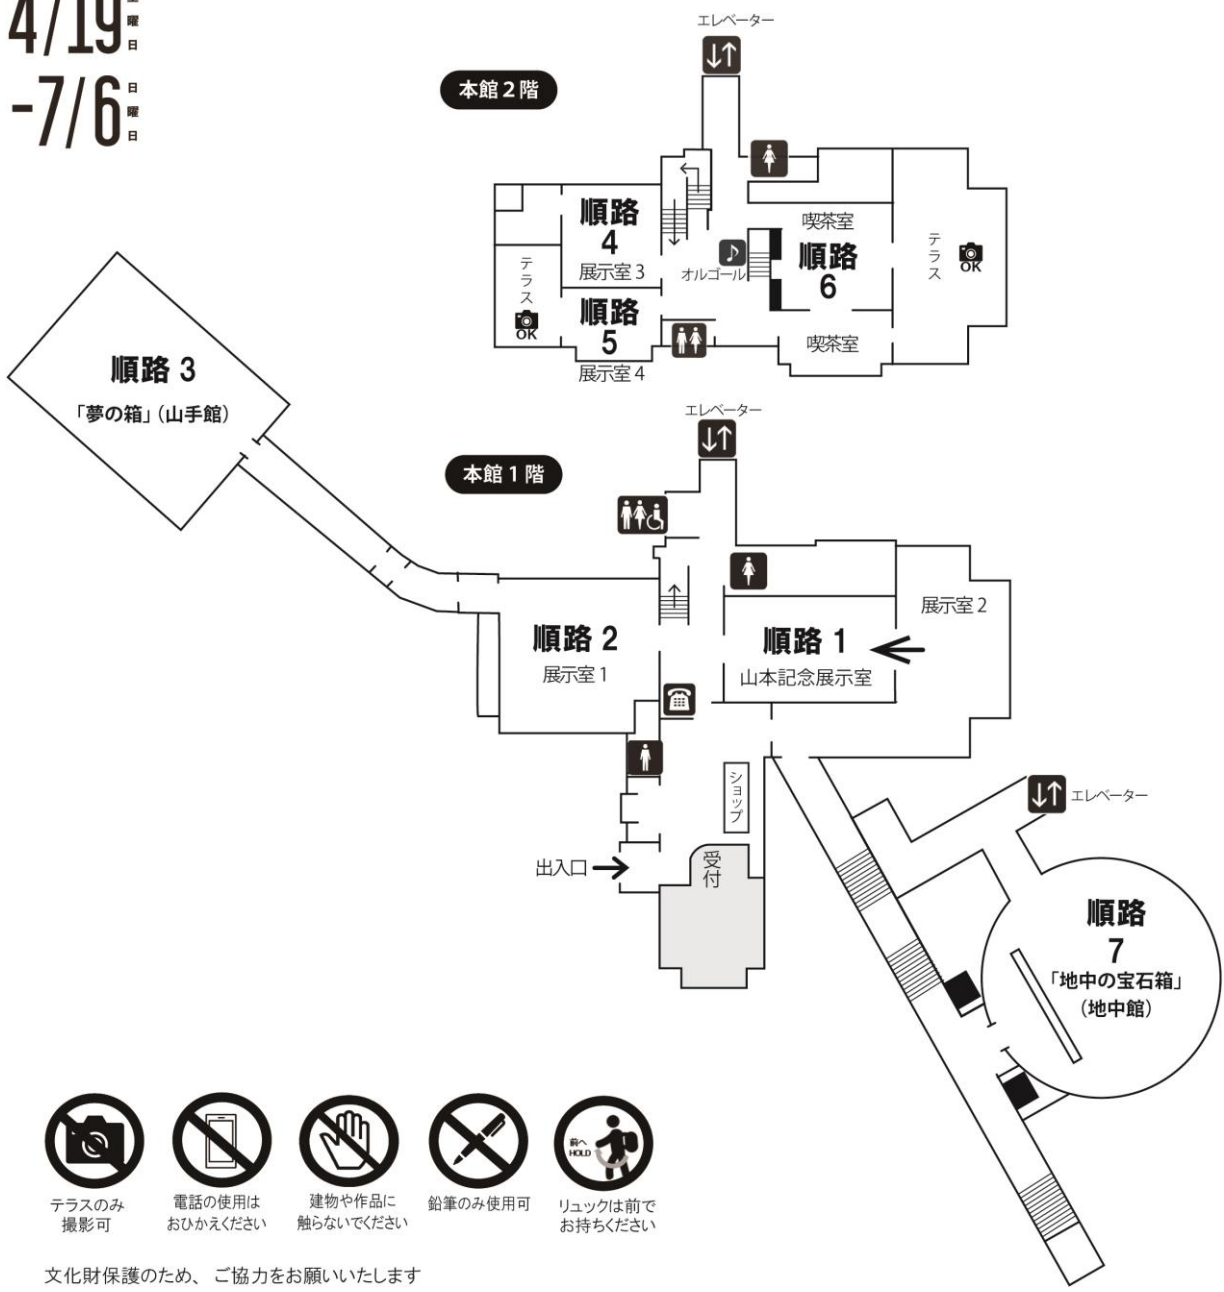 4/19
曜
日
-7/6
日
曜
日
エレベーター
本館2階
順路
4
展示室3
テラス
OK
順路
5
展示室4
オルゴール
喫茶室
順路
6
喫茶室
テラス
OK
順路 3
「夢の箱」(山手館)
エレベーター
本館1階
順路 2
展示室1
順路 1
山本記念展示室
展示室2
ショップ
出入口
受付
エレベーター
順路
7
「地中の宝石箱」
(地中館)
前へ
HOLD
テラスのみ
撮影可
電話の使用は
おひかえください
建物や作品に
触らないでください
鉛筆のみ使用可
リュックは前で
お持ちください
文化財保護のため、ご協力をお願いいたします